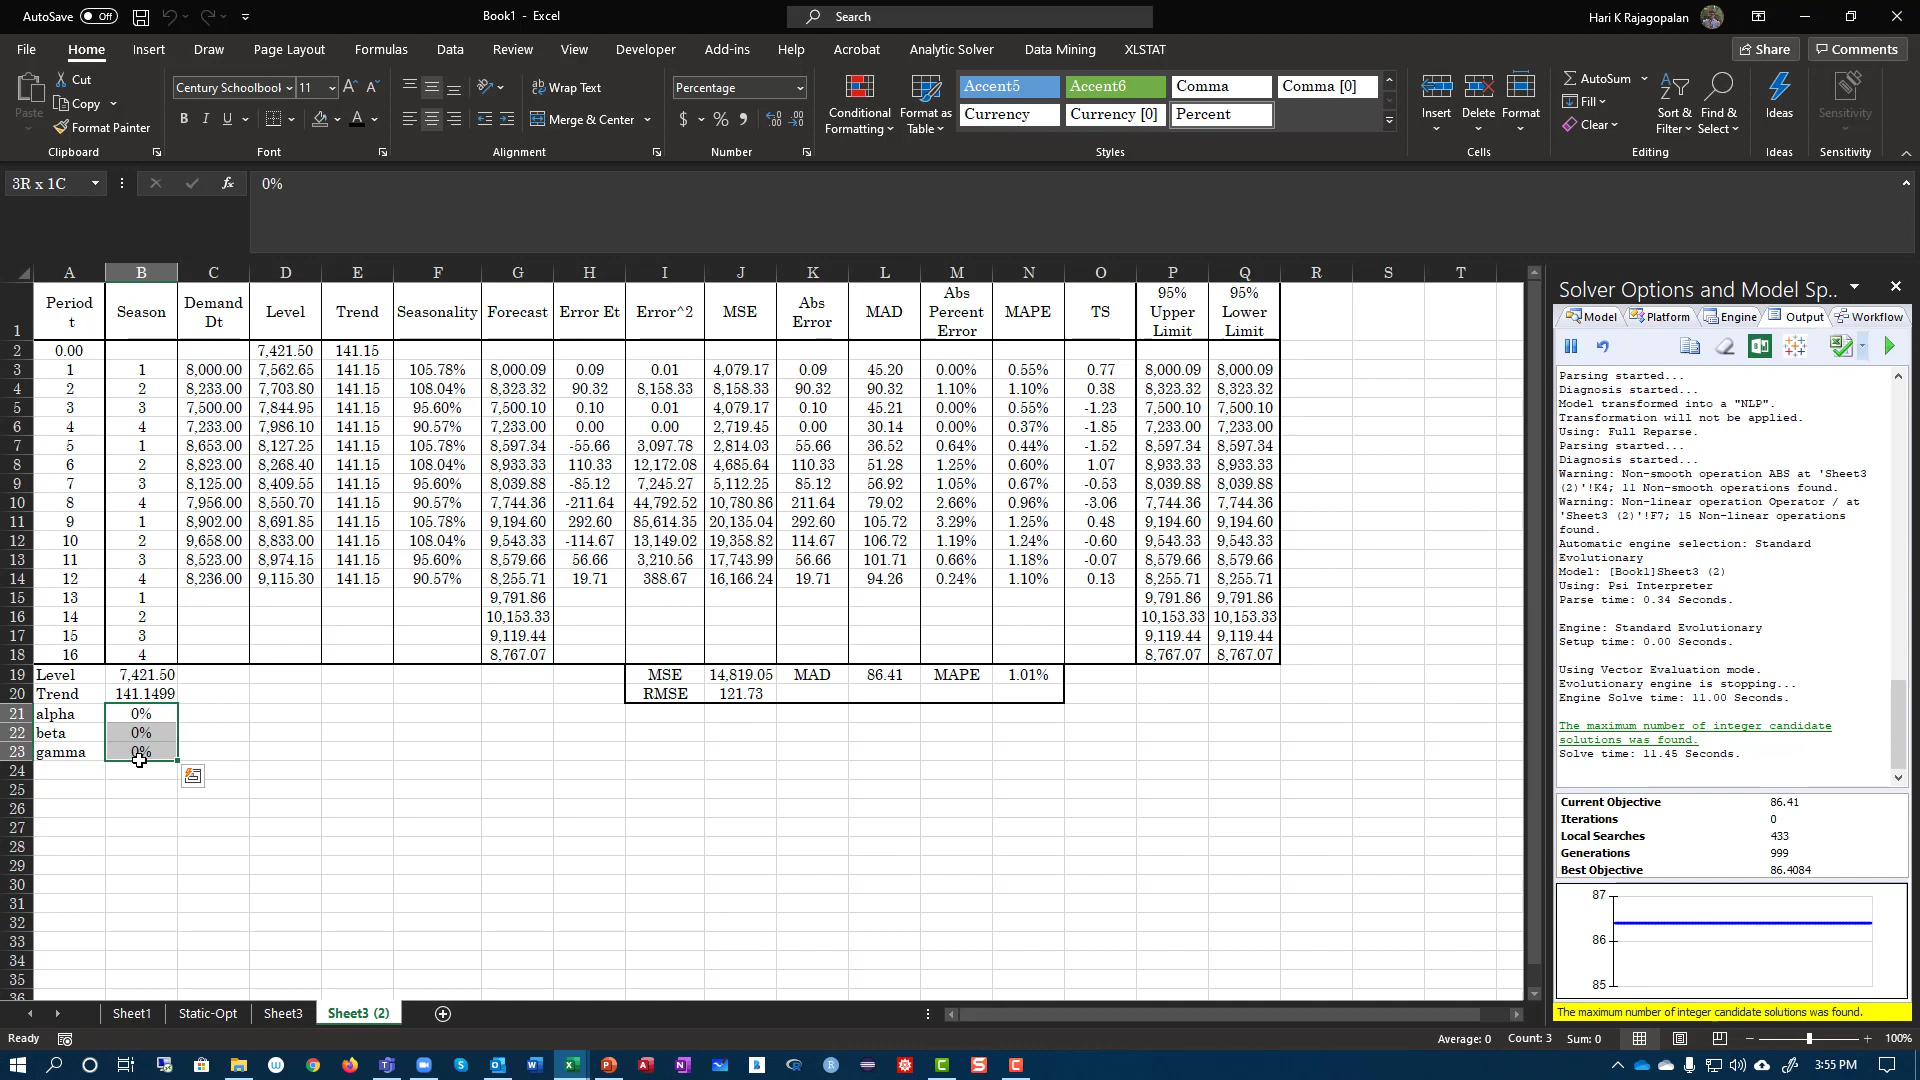 AutoSave Off Book1 - Excel Search Hari K Rajagopalan
File Home Insert Draw Page Layout Formulas Data Review View Developer Add-ins Help Acrobat Analytic Solver Data Mining XLSTAT Share Comments
Paste Cut Copy Format Painter
Century Schoolbook 11
B I U A
Wrap Text
Merge & Center
Percentage
$ % 9
Conditional Formatting Format as Table
Accent5 Accent6 Comma Comma [0]
Currency Currency [0] Percent
Insert Delete Format
AutoSum Fill Clear
Sort & Filter Find & Select
Ideas Sensitivity
Clipboard Font Alignment Number Styles Cells Editing Ideas Sensitivity
3R x 1C fx 0%
A B C D E F G H I J K L M N O P Q R S T
1 Period t Season Demand Dt Level Trend Seasonality Forecast Error Et Error^2 MSE Abs Error MAD Abs Percent Error MAPE TS 95% Upper Limit 95% Lower Limit
2 0.00 7,421.50 141.15
3 1 1 8,000.00 7,562.65 141.15 105.78% 8,000.09 0.09 0.01 4,079.17 0.09 45.20 0.00% 0.55% 0.77 8,000.09 8,000.09
4 2 2 8,233.00 7,703.80 141.15 108.04% 8,323.32 90.32 8,158.33 8,158.33 90.32 90.32 1.10% 1.10% 0.38 8,323.32 8,323.32
5 3 3 7,500.00 7,844.95 141.15 95.60% 7,500.10 0.10 0.01 4,079.17 0.10 45.21 0.00% 0.55% -1.23 7,500.10 7,500.10
6 4 4 7,233.00 7,986.10 141.15 90.57% 7,233.00 0.00 0.00 2,719.45 0.00 30.14 0.00% 0.37% -1.85 7,233.00 7,233.00
7 5 1 8,653.00 8,127.25 141.15 105.78% 8,597.34 -55.66 3,097.78 2,814.03 55.66 36.52 0.64% 0.44% -1.52 8,597.34 8,597.34
8 6 2 8,823.00 8,268.40 141.15 108.04% 8,933.33 110.33 12,172.08 4,685.64 110.33 51.28 1.25% 0.60% 1.07 8,933.33 8,933.33
9 7 3 8,125.00 8,409.55 141.15 95.60% 8,039.88 -85.12 7,245.27 5,112.25 85.12 56.92 1.05% 0.67% -0.53 8,039.88 8,039.88
10 8 4 7,956.00 8,550.70 141.15 90.57% 7,744.36 -211.64 44,792.52 10,780.86 211.64 79.02 2.66% 0.96% -3.06 7,744.36 7,744.36
11 9 1 8,902.00 8,691.85 141.15 105.78% 9,194.60 292.60 85,614.35 20,135.04 292.60 105.72 3.29% 1.25% 0.48 9,194.60 9,194.60
12 10 2 9,658.00 8,833.00 141.15 108.04% 9,543.33 -114.67 13,149.02 19,358.82 114.67 106.72 1.19% 1.24% -0.60 9,543.33 9,543.33
13 11 3 8,523.00 8,974.15 141.15 95.60% 8,579.66 56.66 3,210.56 17,743.99 56.66 101.71 0.66% 1.18% -0.07 8,579.66 8,579.66
14 12 4 8,236.00 9,115.30 141.15 90.57% 8,255.71 19.71 388.67 16,166.24 19.71 94.26 0.24% 1.10% 0.13 8,255.71 8,255.71
15 13 1 9,791.86 9,791.86 9,791.86
16 14 2 10,153.33 10,153.33 10,153.33
17 15 3 9,119.44 9,119.44 9,119.44
18 16 4 8,767.07 8,767.07 8,767.07
19 Level 7,421.50 MSE 14,819.05 MAD 86.41 MAPE 1.01%
20 Trend 141.1499 RMSE 121.73
21 alpha 0%
22 beta 0%
23 gamma 0%
24
25
26
27
28
29
30
31
32
33
34
35
36
Solver Options and Model Sp..
Model Platform Engine Output Workflow
Parsing started...
Diagnosis started...
Model transformed into a "NLP".
Transformation will not be applied.
Using: Full Reparse.
Parsing started...
Diagnosis started...
Warning: Non-smooth operation ABS at 'Sheet3
(2)'!K4; 11 Non-smooth operations found.
Warning: Non-linear operation Operator / at
'Sheet3 (2)'!F7; 15 Non-linear operations
found.
Automatic engine selection: Standard
Evolutionary
Model: [Book1]Sheet3 (2)
Using: Psi Interpreter
Parse time: 0.34 Seconds.
Engine: Standard Evolutionary
Setup time: 0.00 Seconds.
Using Vector Evaluation mode.
Evolutionary engine is stopping...
Engine Solve time: 11.00 Seconds.
The maximum number of integer candidate
solutions was found.
Solve time: 11.45 Seconds.
Current Objective 86.41
Iterations 0
Local Searches 433
Generations 999
Best Objective 86.4084
87
86
85
The maximum number of integer candidate solutions was found.
Sheet1 Static-Opt Sheet3 Sheet3 (2)
Ready Average: 0 Count: 3 Sum: 0 100%
3:55 PM